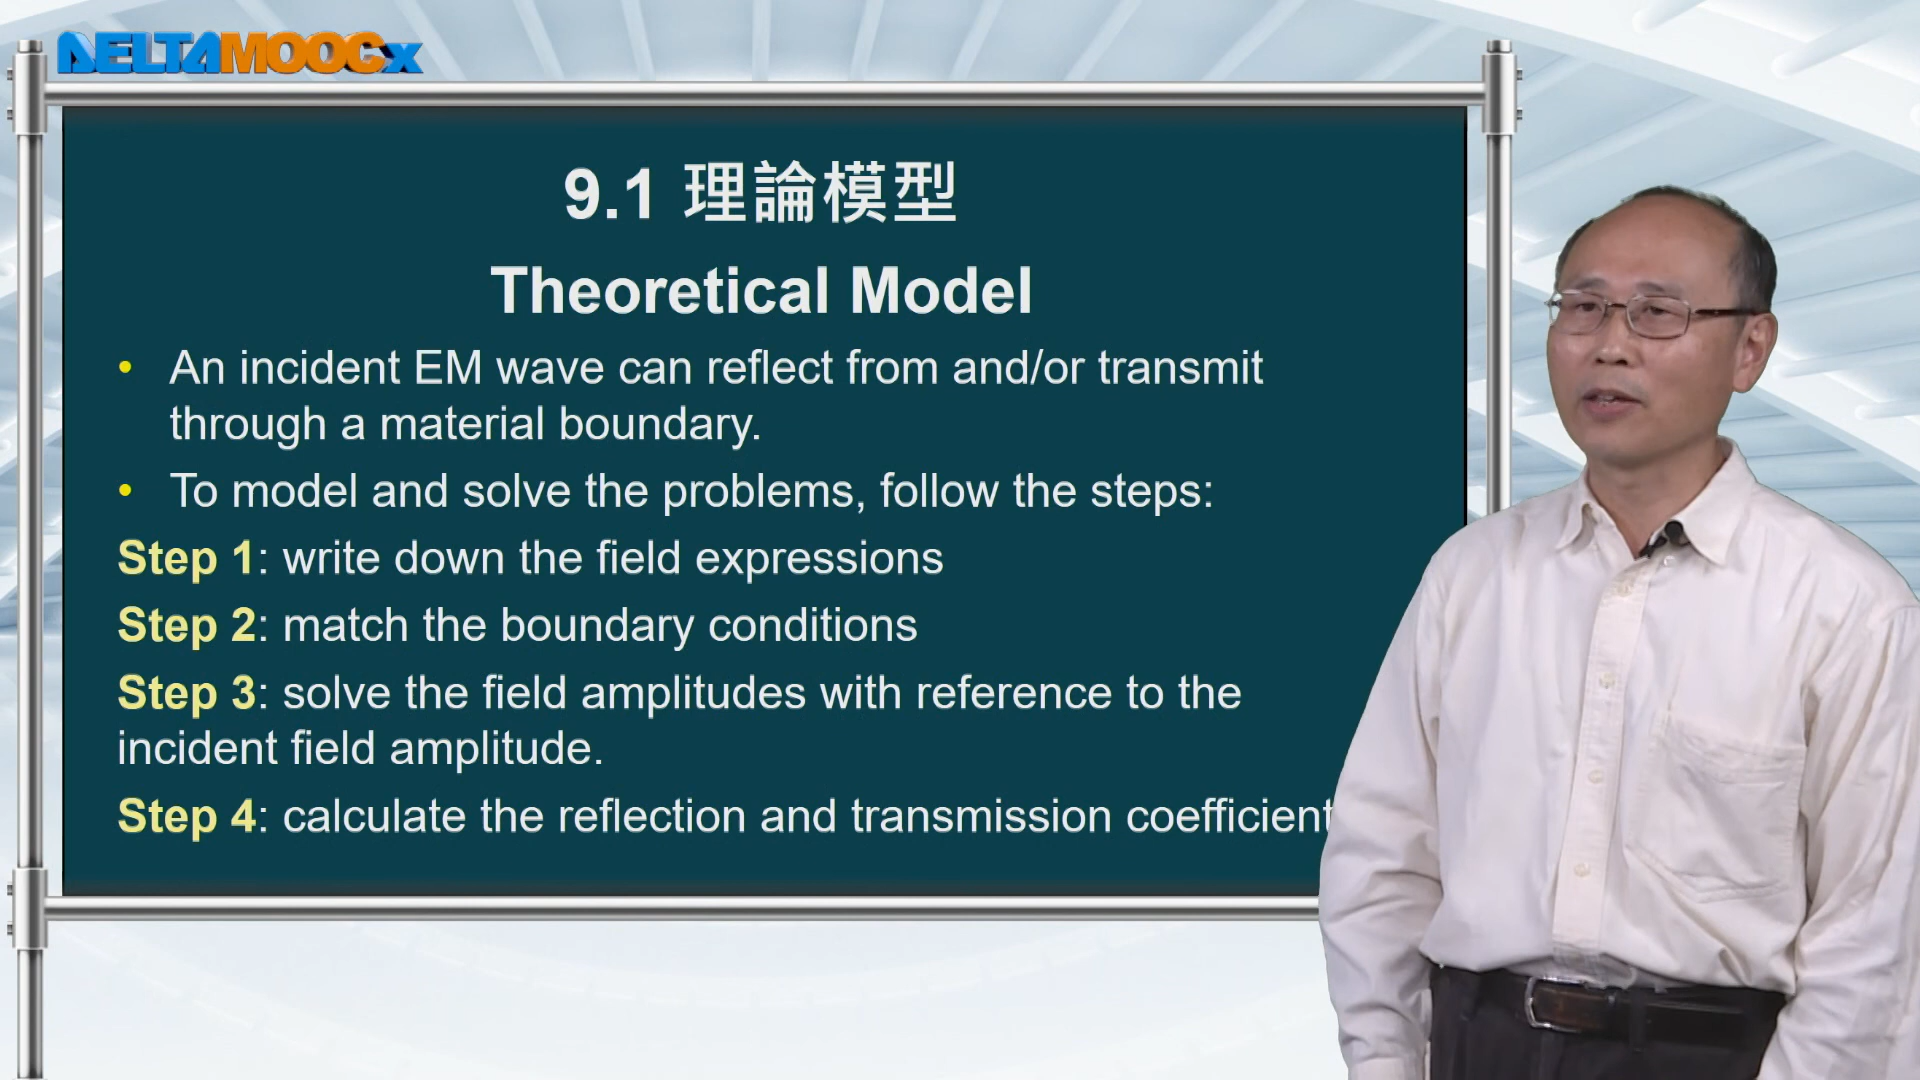 DELTAMOOCx
9.1 理論模型
Theoretical Model
• An incident EM wave can reflect from and/or transmit
through a material boundary.
• To model and solve the problems, follow the steps:
Step 1: write down the field expressions
Step 2: match the boundary conditions
Step 3: solve the field amplitudes with reference to the
incident field amplitude.
Step 4: calculate the reflection and transmission coefficient